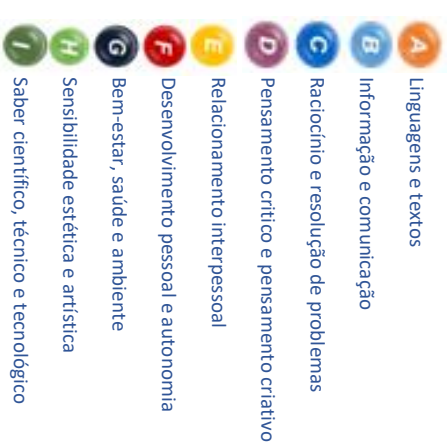 A Linguagens e textos
B Informação e comunicação
C Raciocínio e resolução de problemas
D Pensamento critico e pensamento criativo
E Relacionamento interpessoal
F Desenvolvimento pessoal e autonomia
G Bem-estar, saúde e ambiente
H Sensibilidade estética e artística
I Saber científico, técnico e tecnológico